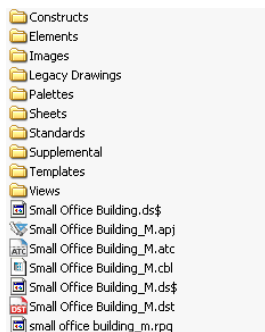 Constructs
Elements
Images
Legacy Drawings
Palettes
Sheets
Standards
Supplemental
Templates
Views
Small Office Building.ds$
Small Office Building_M.apj
ATC Small Office Building_M.atc
Small Office Building_M.cbl
Small Office Building_M.ds$
DST Small Office Building_M.dst
small office building_m.rpg